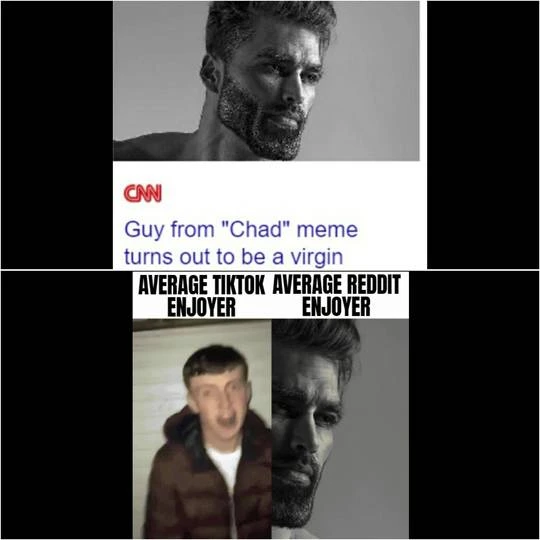 CNN
Guy from "Chad" meme
turns out to be a virgin
AVERAGE TIKTOK AVERAGE REDDIT
ENJOYER ENJOYER